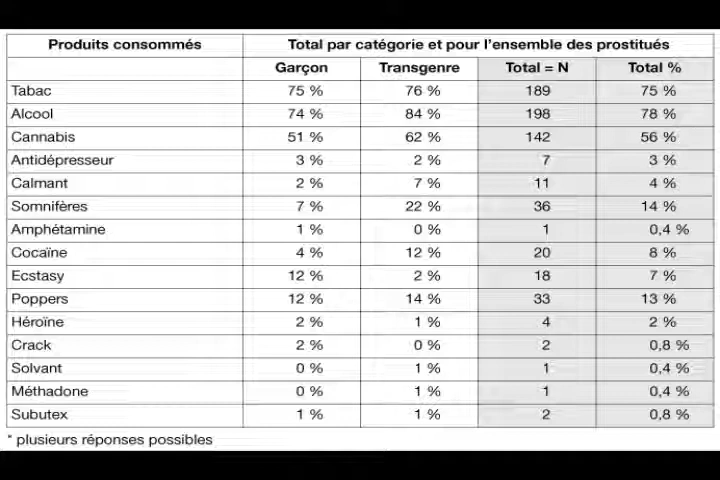 Produits consommés Total par catégorie et pour l'ensemble des prostitués
Garçon Transgenre Total = N Total %
Tabac 75 % 76 % 189 75 %
Alcool 74 % 84 % 198 78 %
Cannabis 51 % 62 % 142 56 %
Antidépresseur 3 % 2 % 7 3 %
Calmant 2 % 7 % 11 4 %
Somnifères 7 % 22 % 36 14 %
Amphétamine 1 % 0 % 1 0,4 %
Cocaïne 4 % 12 % 20 8 %
Ecstasy 12 % 2 % 18 7 %
Poppers 12 % 14 % 33 13 %
Héroïne 2 % 1 % 4 2 %
Crack 2 % 0 % 2 0,8 %
Solvant 0 % 1 % 1 0,4 %
Méthadone 0 % 1 % 1 0,4 %
Subutex 1 % 1 % 2 0,8 %
* plusieurs réponses possibles